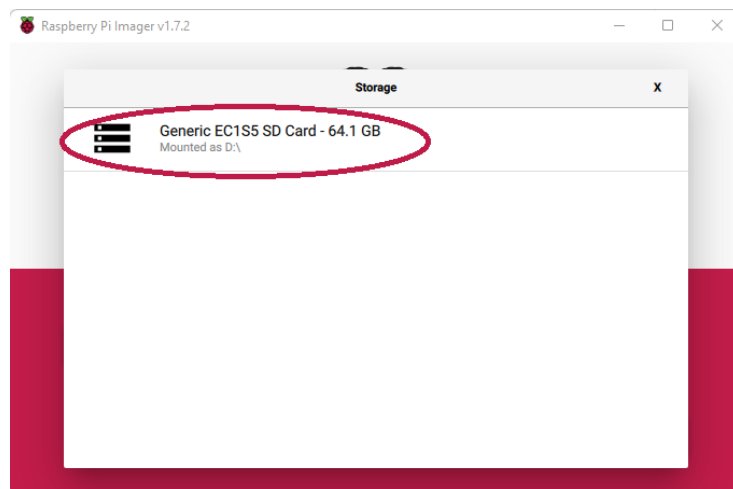 Raspberry Pi Imager v1.7.2
Storage X
Generic EC1S5 SD Card - 64.1 GB
Mounted as D:\